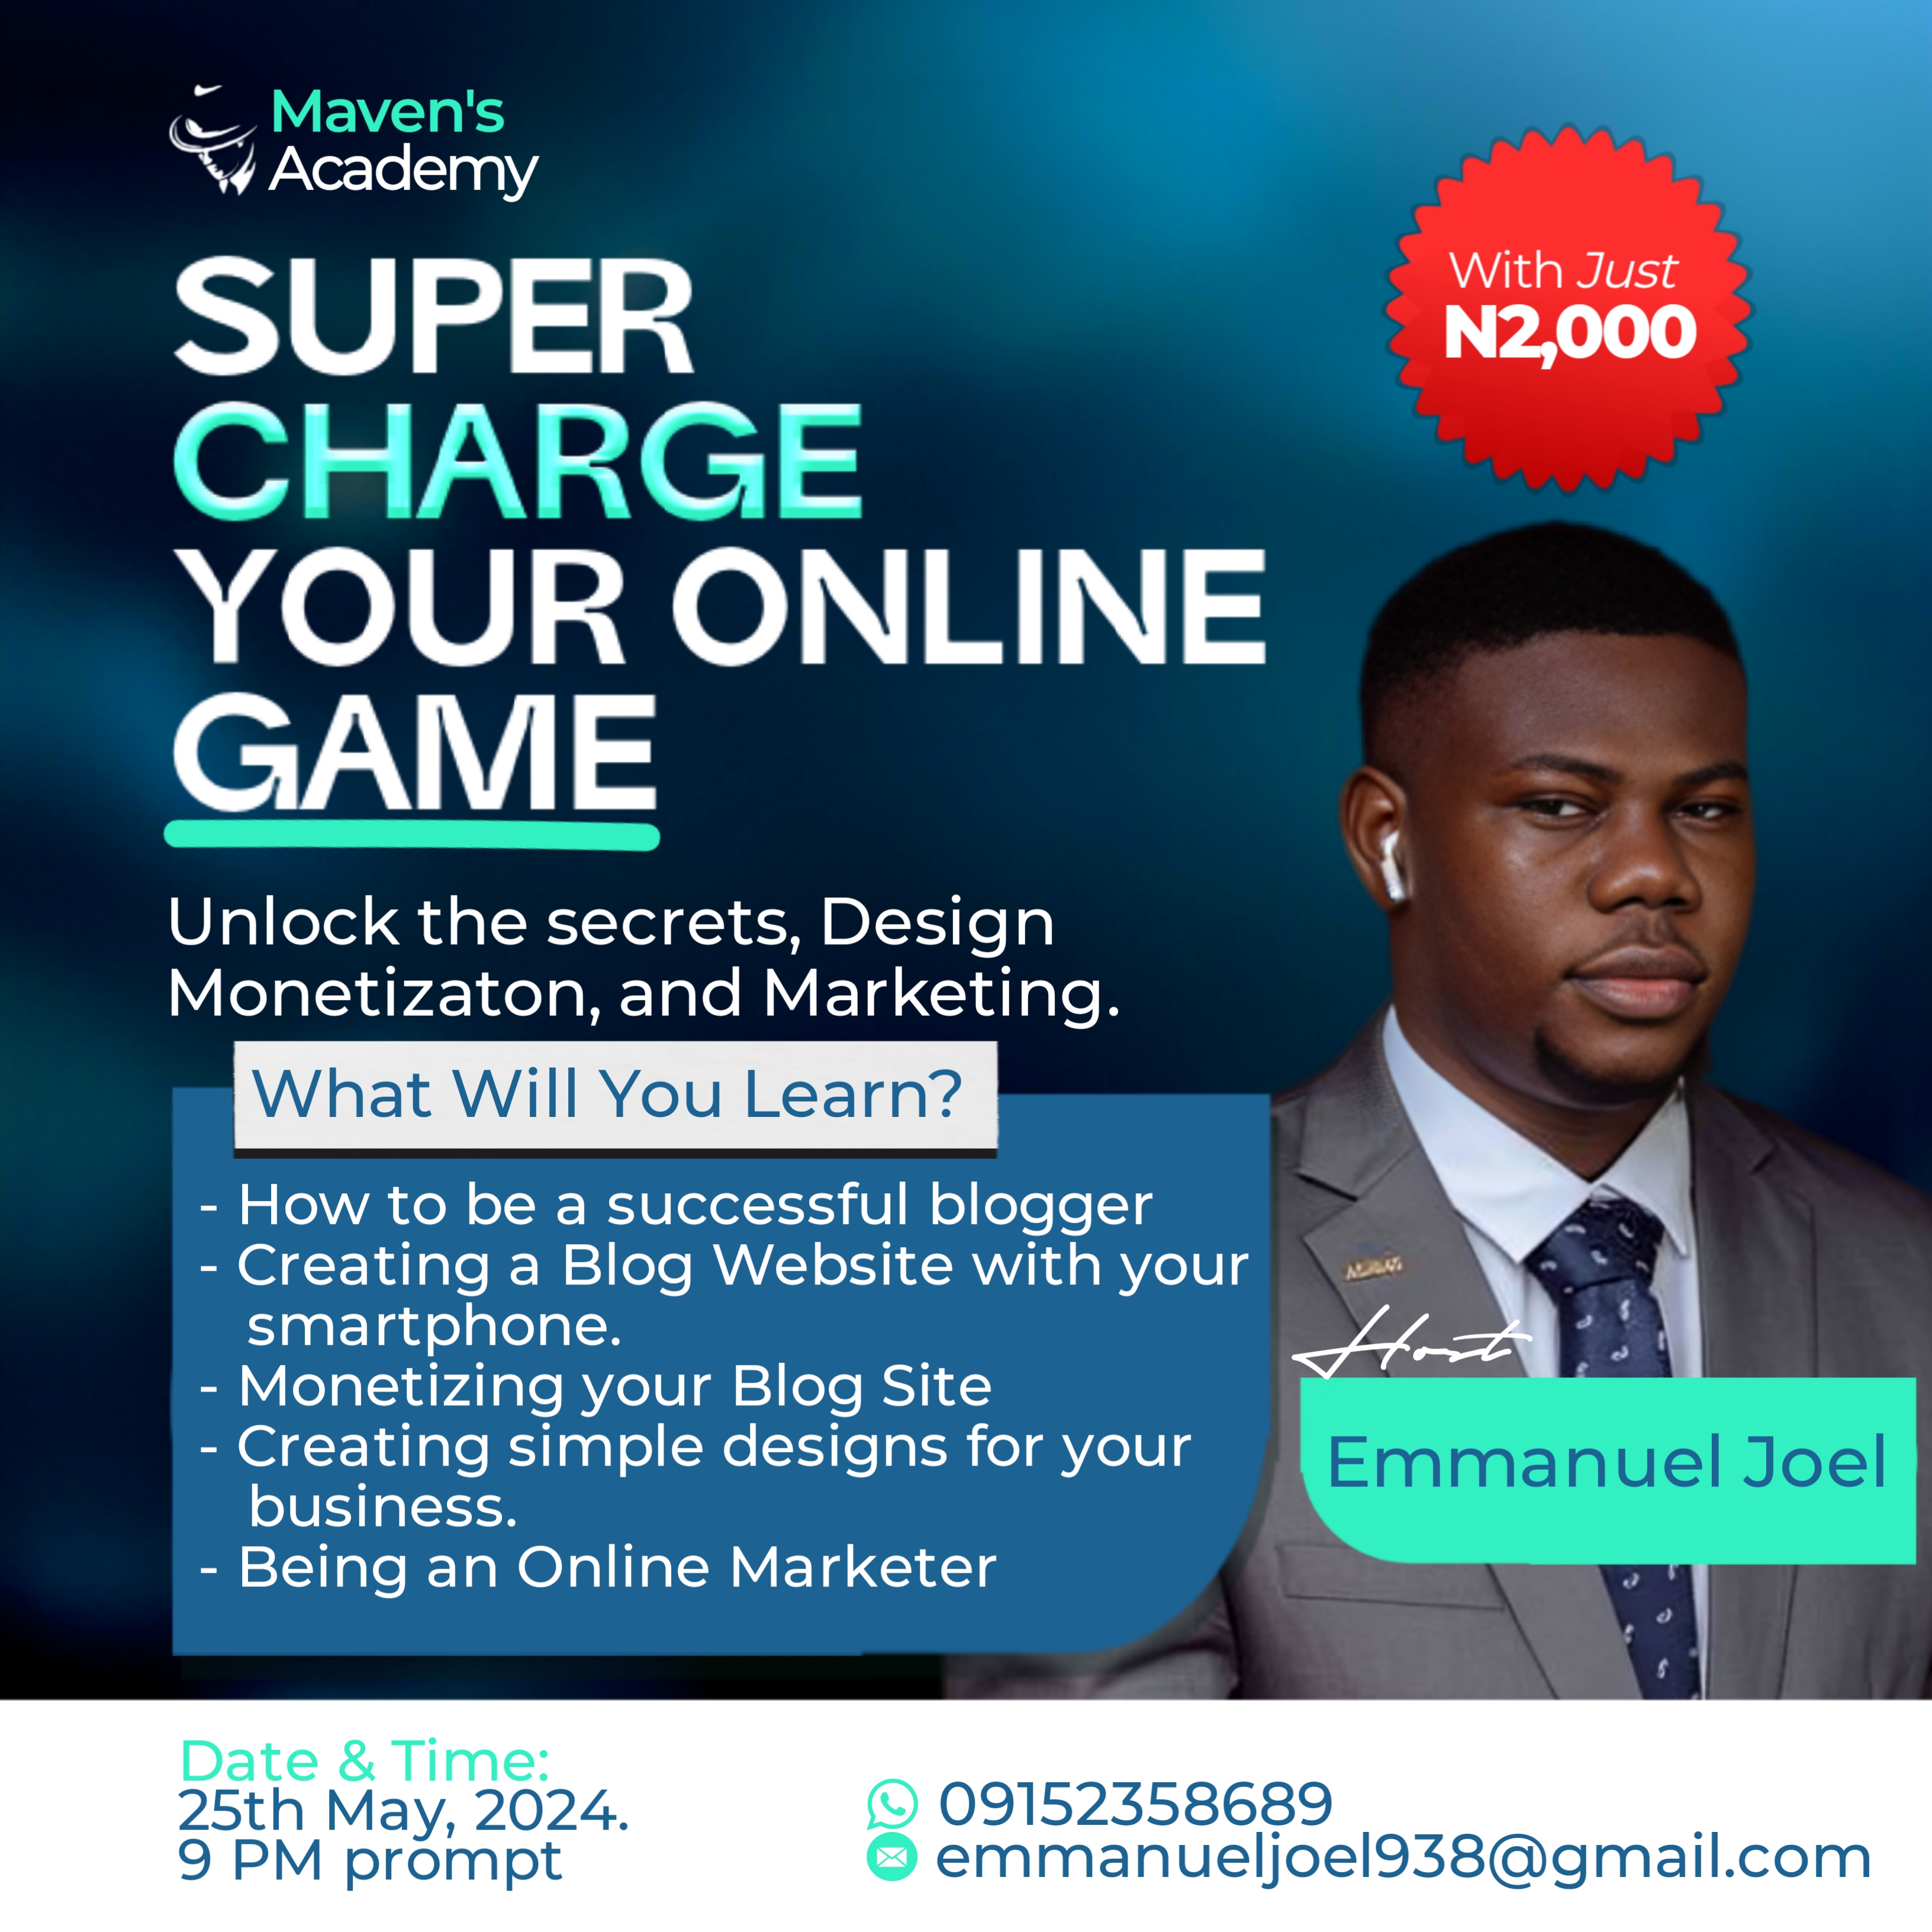 Maven's
Academy
With Just
N2,000
SUPER
CHARGE
YOUR ONLINE
GAME
Unlock the secrets, Design
Monetizaton, and Marketing.
What Will You Learn?
- How to be a successful blogger
- Creating a Blog Website with your
smartphone.
- Monetizing your Blog Site
- Creating simple designs for your
business.
- Being an Online Marketer
Host
Emmanuel Joel
Date & Time:
25th May, 2024.
9 PM prompt
09152358689
emmanueljoel938@gmail.com